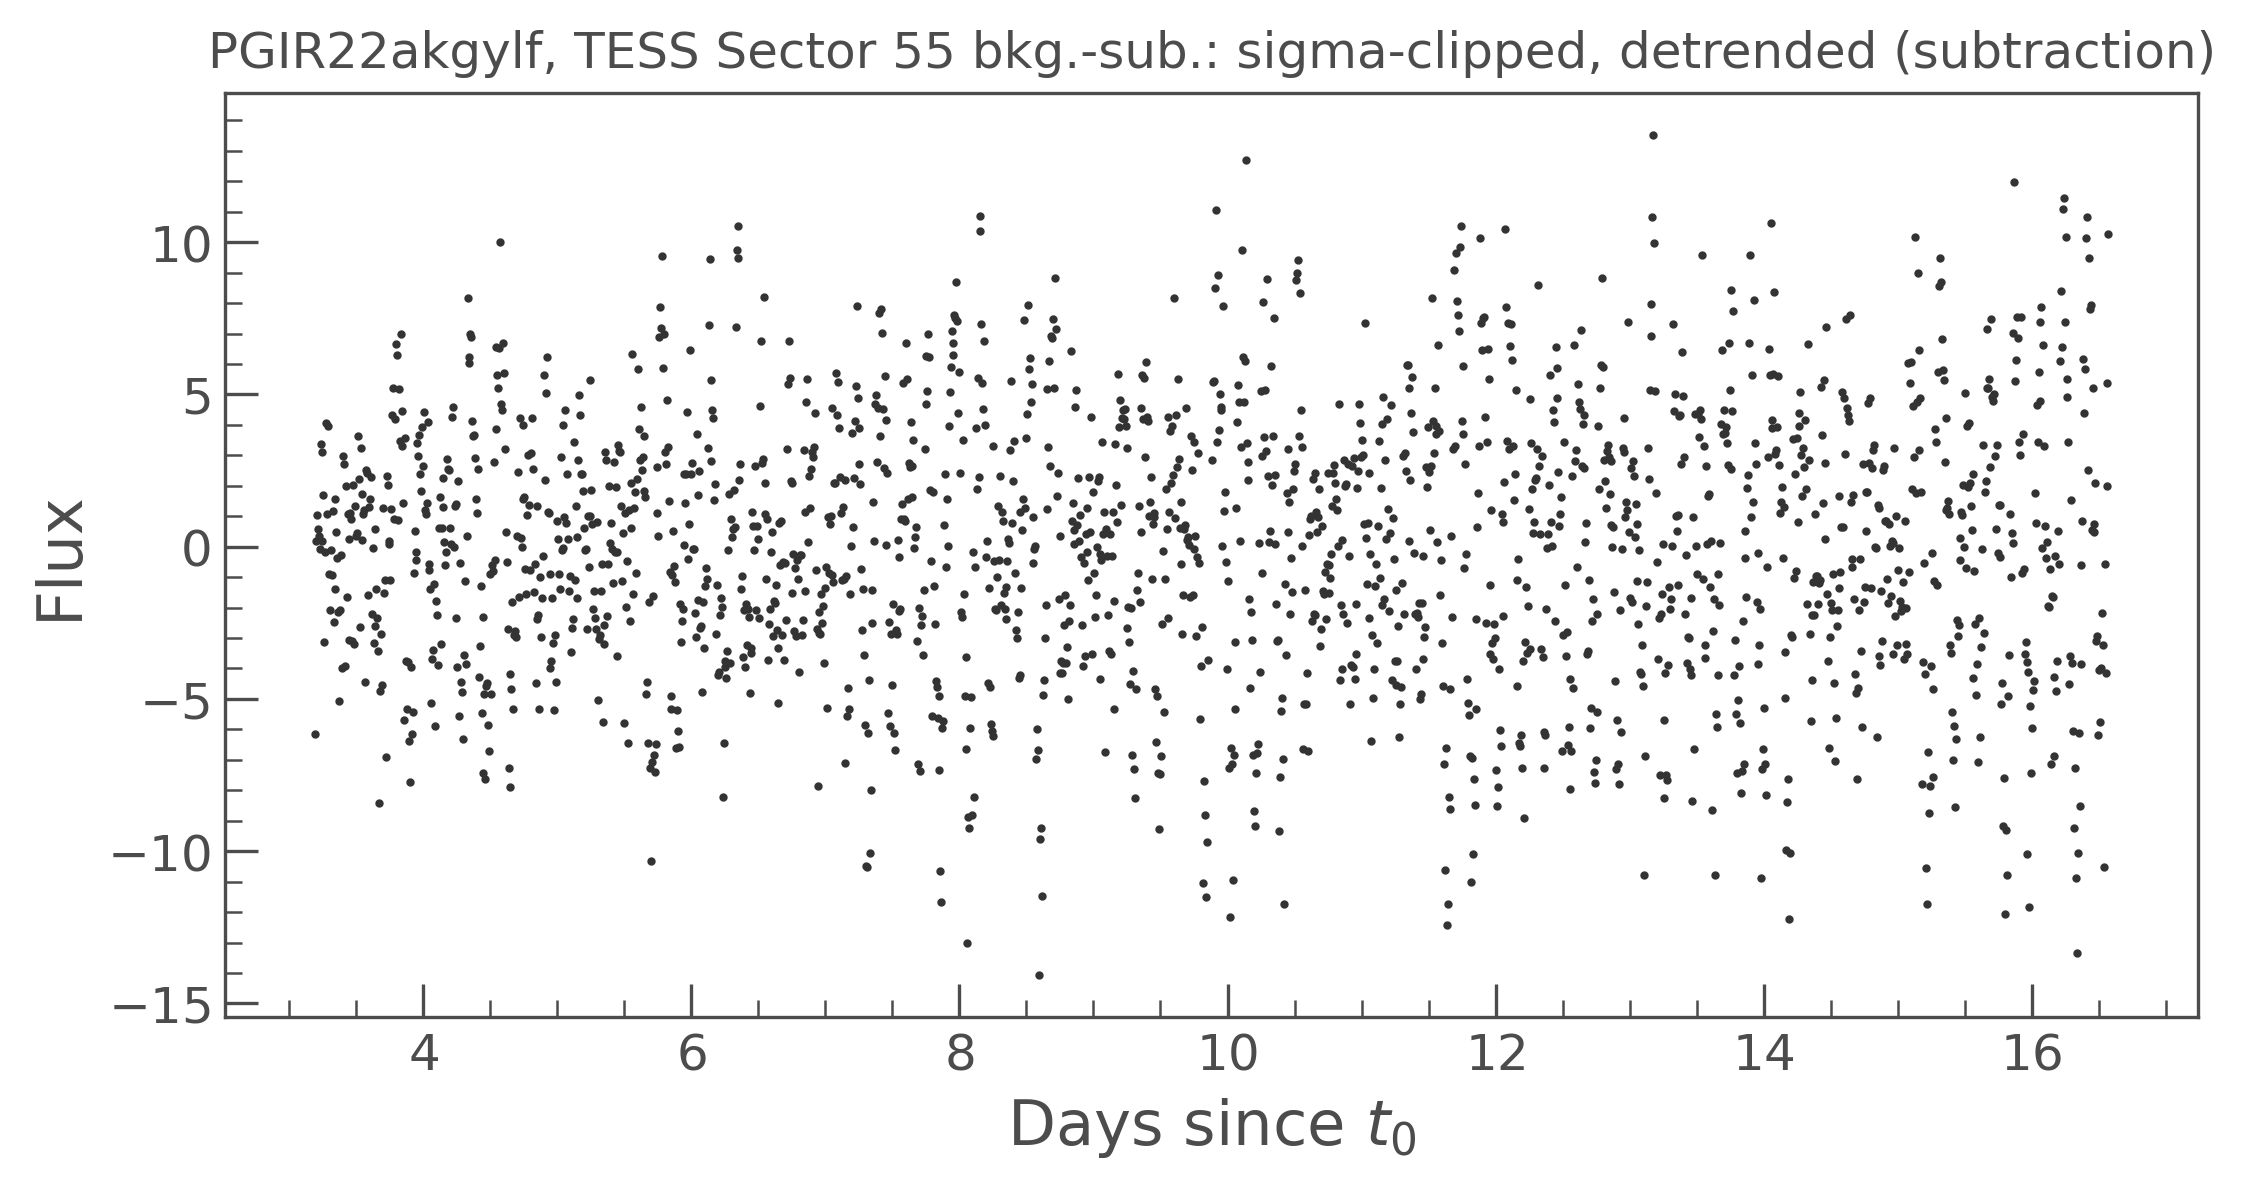 PGIR22akgylf, TESS Sector 55 bkg.-sub.: sigma-clipped, detrended (subtraction)
Flux
10
5
0
−5
−10
−15
4 6 8 10 12 14 16
Days since t₀